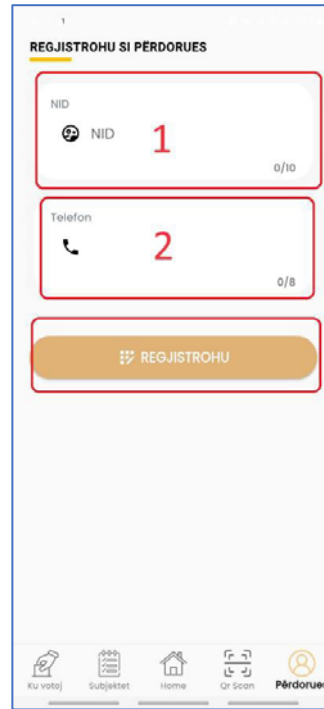 1
REGJISTROHU SI PËRDORUES
NID
NID
1
0/10
Telefon
2
0/8
REGJISTROHU
Ku votoj
Subjektet
Home
Qr Scan
Përdorues